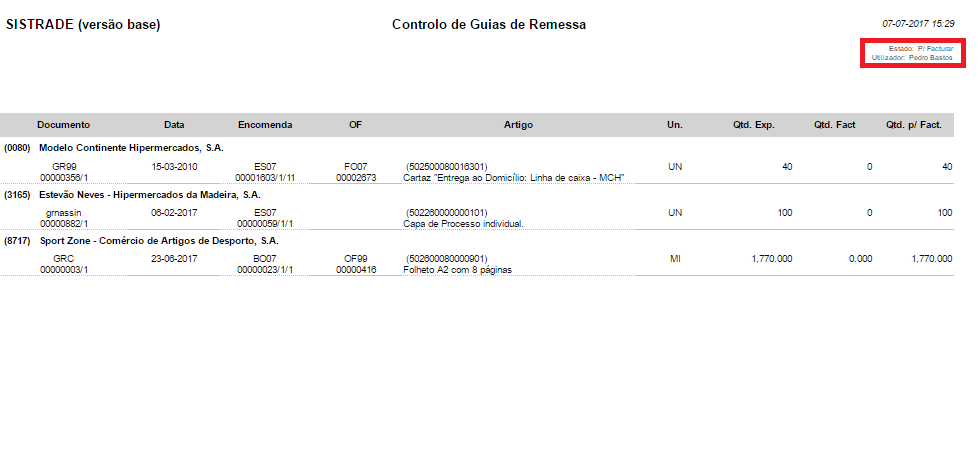 SISTRADE (versão base) Controlo de Guias de Remessa 07-07-2017 15:29
Estado: P/ Facturar
Utilizador: Pedro Bastos
Documento Data Encomenda OF Artigo Un. Qtd. Exp. Qtd. Fact Qtd. p/ Fact.
(0080) Modelo Continente Hipermercados, S.A.
GR99 15-03-2010 ES07 FO07 (502500080016301) UN 40 0 40
00000356/1 00001603/1/11 00002673 Cartaz "Entrega ao Domicílio: Linha de caixa - MCH"
(3165) Estevão Neves - Hipermercados da Madeira, S.A.
grnassin 06-02-2017 ES07 (502260000000101) UN 100 0 100
00000882/1 00000059/1/1 Capa de Processo individual.
(8717) Sport Zone - Comércio de Artigos de Desporto, S.A.
GRC 23-06-2017 BO07 OF99 (502600080000901) MI 1,770.000 0.000 1,770.000
00000003/1 00000023/1/1 00000416 Folheto A2 com 8 páginas